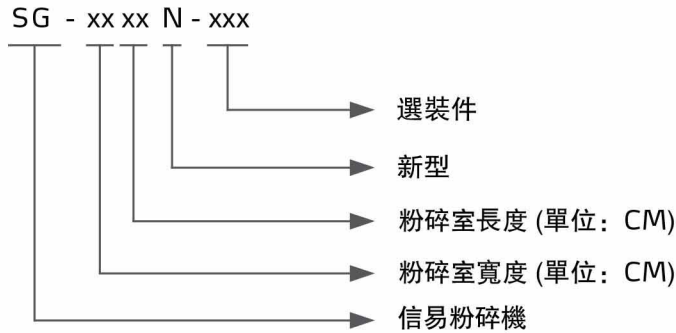 SG - xx xx N - xxx
選裝件
新型
粉碎室長度 (單位：CM)
粉碎室寬度 (單位：CM)
信易粉碎機